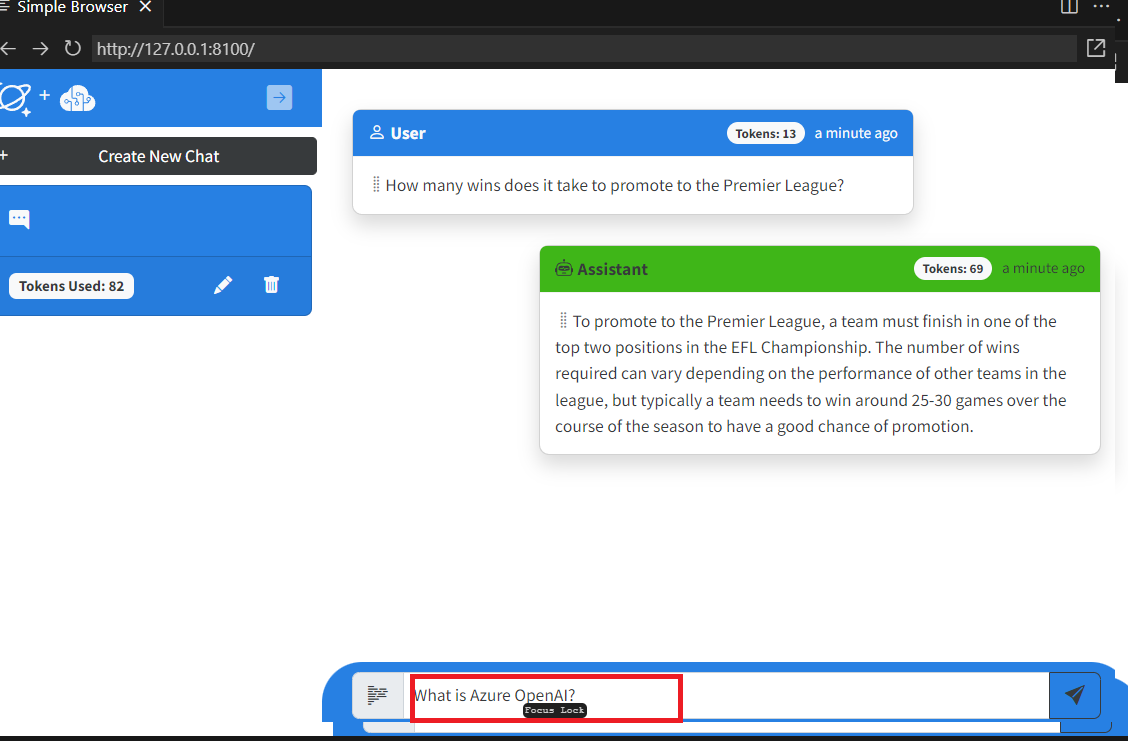 Simple Browser
http://127.0.0.1:8100/
+
+ Create New Chat
Tokens Used: 82
User Tokens: 13 a minute ago
How many wins does it take to promote to the Premier League?
Assistant Tokens: 69 a minute ago
To promote to the Premier League, a team must finish in one of the
top two positions in the EFL Championship. The number of wins
required can vary depending on the performance of other teams in the
league, but typically a team needs to win around 25-30 games over the
course of the season to have a good chance of promotion.
What is Azure OpenAI?
Focus Lock